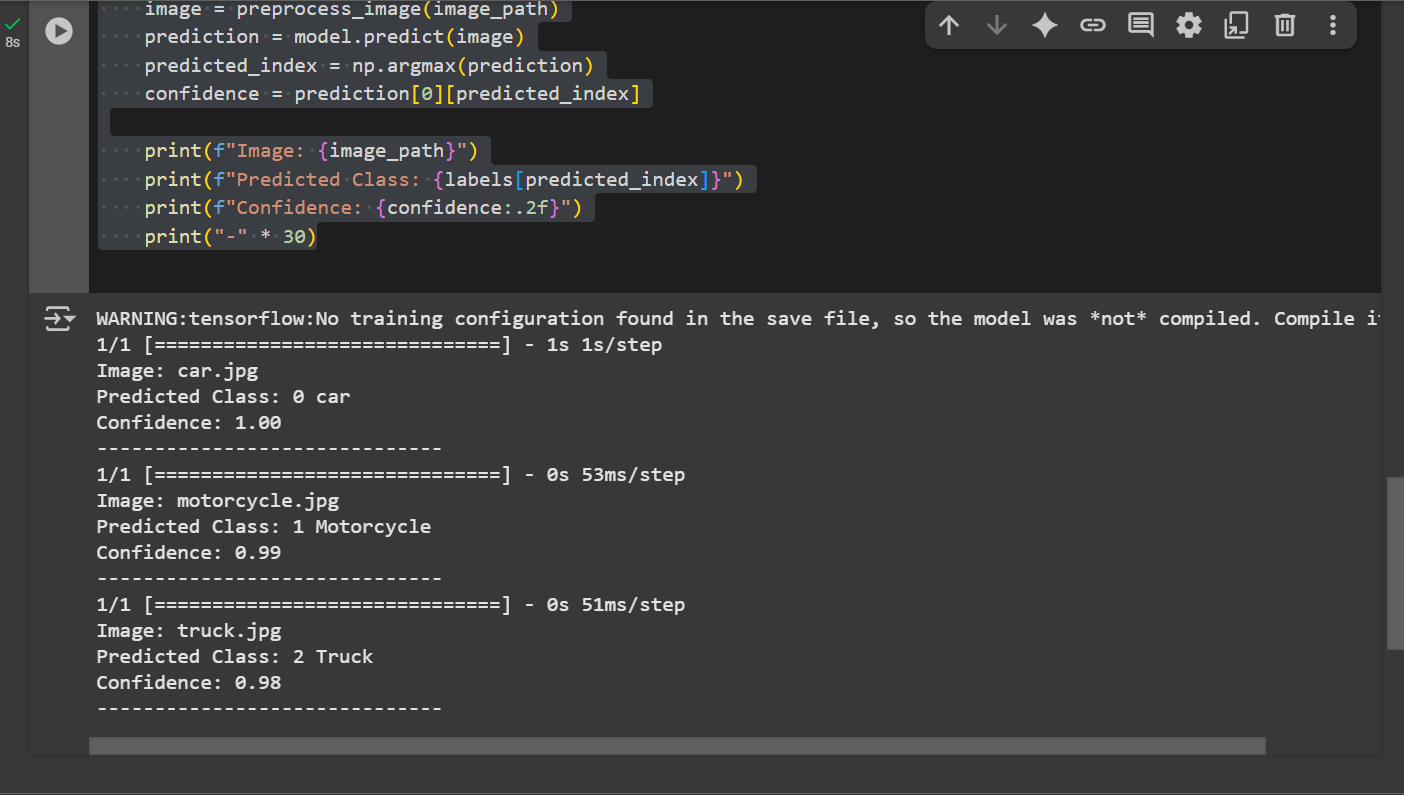 image = preprocess_image(image_path)
prediction = model.predict(image)
predicted_index = np.argmax(prediction)
confidence = prediction[0][predicted_index]
print(f"Image: {image_path}")
print(f"Predicted Class: {labels[predicted_index]}")
print(f"Confidence: {confidence:.2f}")
print("-" * 30)
8s
WARNING:tensorflow:No training configuration found in the save file, so the model was *not* compiled. Compile
1/1 [==============================] - 1s 1s/step
Image: car.jpg
Predicted Class: 0 car
Confidence: 1.00
------------------------------
1/1 [==============================] - 0s 53ms/step
Image: motorcycle.jpg
Predicted Class: 1 Motorcycle
Confidence: 0.99
------------------------------
1/1 [==============================] - 0s 51ms/step
Image: truck.jpg
Predicted Class: 2 Truck
Confidence: 0.98
------------------------------